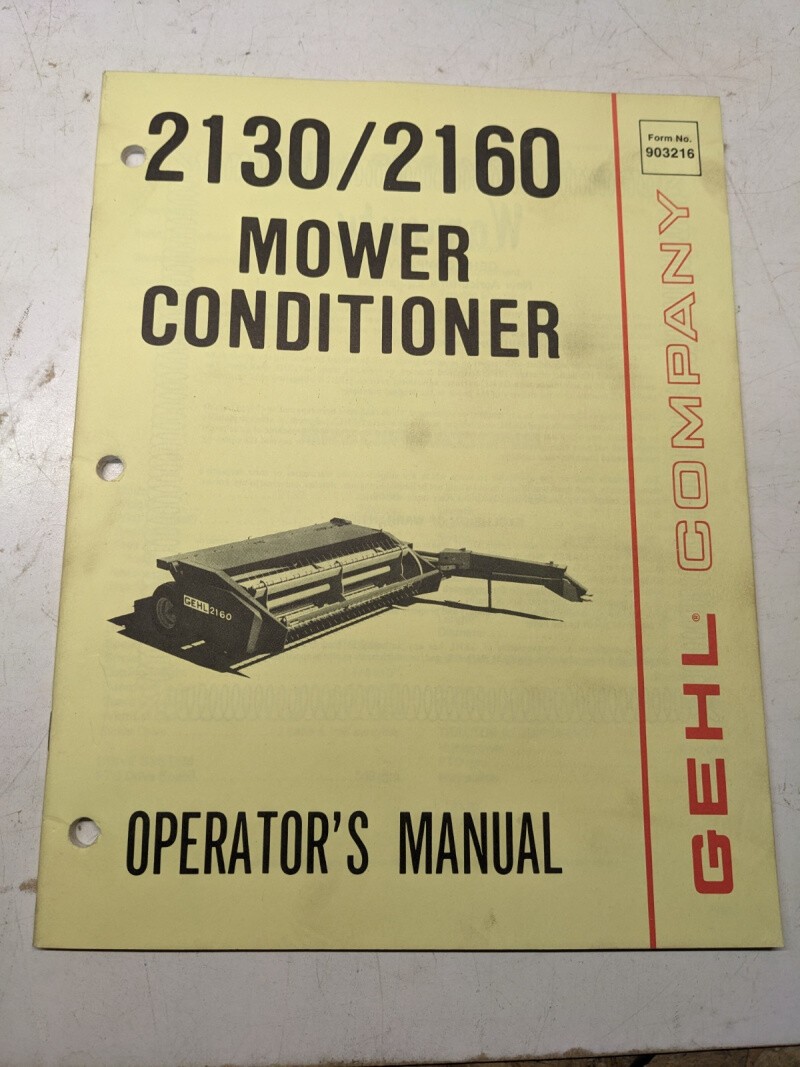 2130/2160
MOWER
CONDITIONER
Form No.
903216
GEHL® COMPANY
GEHL 2160
OPERATOR'S MANUAL